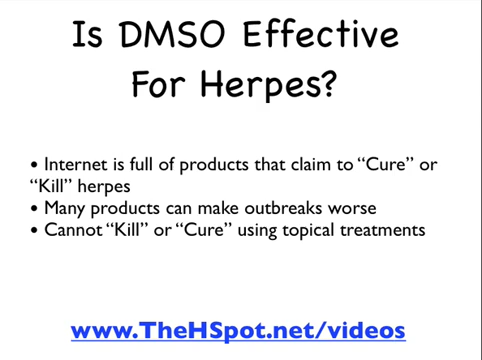 Is DMSO Effective
For Herpes?
• Internet is full of products that claim to “Cure” or
“Kill” herpes
• Many products can make outbreaks worse
• Cannot “Kill” or “Cure” using topical treatments
www.TheHSpot.net/videos